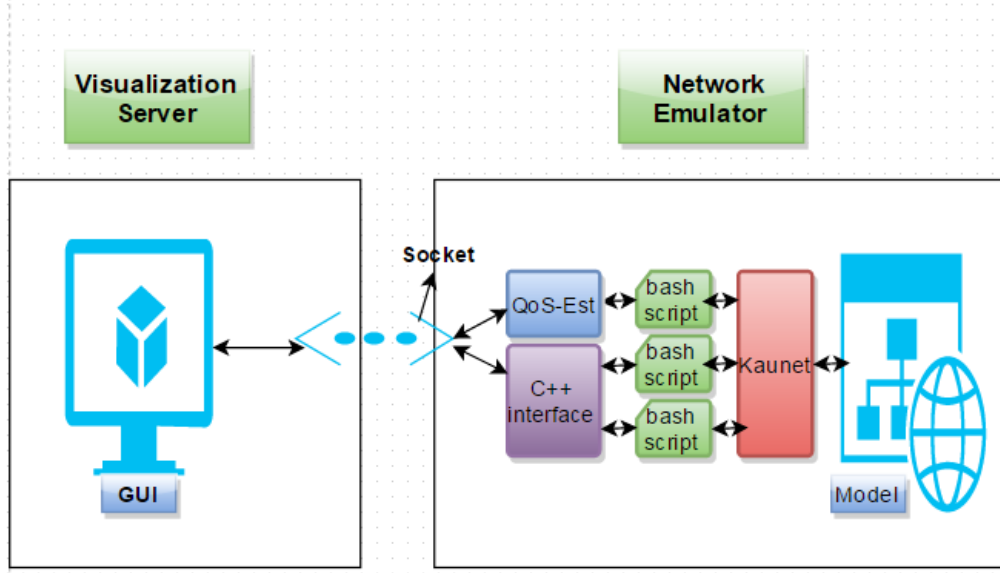 Visualization
Server
Network
Emulator
Socket
QoS-Est
bash
script
C++
interface
bash
script
bash
script
Kaunet
GUI
Model